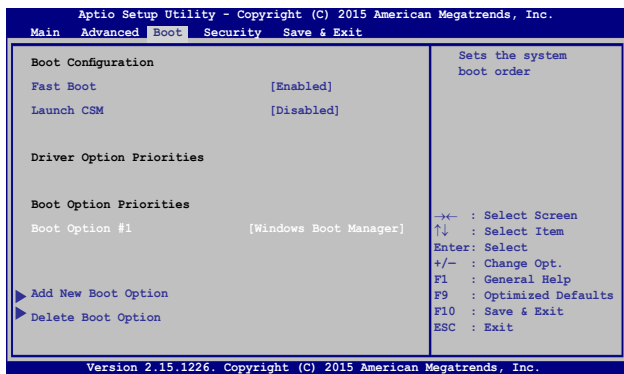 Aptio Setup Utility - Copyright (C) 2015 American Megatrends, Inc.
Main Advanced Boot Security Save & Exit
Boot Configuration
Fast Boot [Enabled]
Launch CSM [Disabled]
Driver Option Priorities
Boot Option Priorities
Boot Option #1 [Windows Boot Manager]
Add New Boot Option
Delete Boot Option
Sets the system
boot order
→← : Select Screen
↑↓ : Select Item
Enter: Select
+/— : Change Opt.
F1 : General Help
F9 : Optimized Defaults
F10 : Save & Exit
ESC : Exit
Version 2.15.1226. Copyright (C) 2015 American Megatrends, Inc.